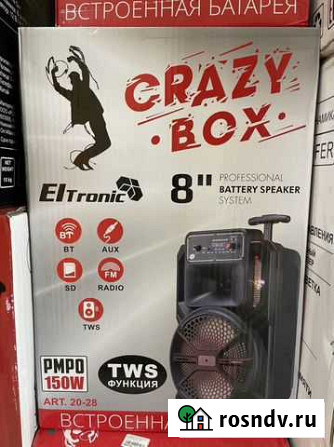 ВСТРОЕННАЯ БАТАРЕЯ
CRAZY
·BOX·
Eltronic
8"
PROFESSIONAL
BATTERY SPEAKER
SYSTEM
BT
BT
AUX
SD
FM
RADIO
TWS
PMPO
150W
TWS
ФУНКЦИЯ
ART. 20-28
ВСТРОЕННАЯ
rosndv.ru